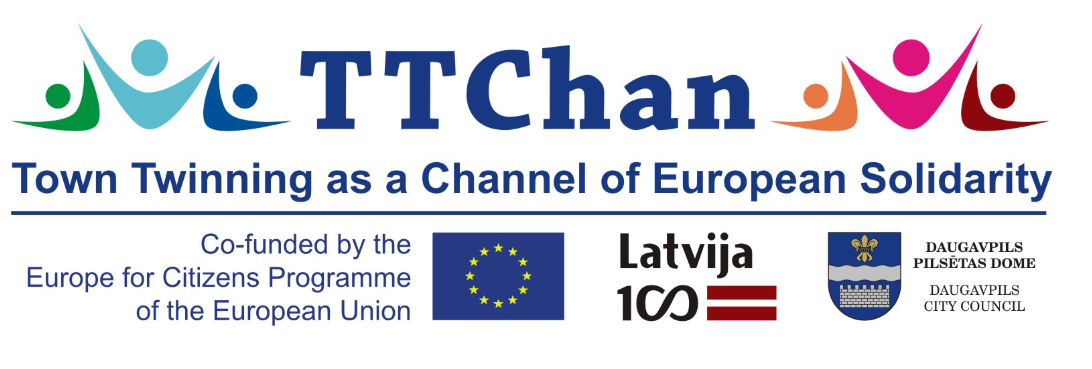 TTChan
Town Twinning as a Channel of European Solidarity
Co-funded by the
Europe for Citizens Programme
of the European Union
Latvija
100
DAUGAVPILS
PILSĒTAS DOME
DAUGAVPILS
CITY COUNCIL